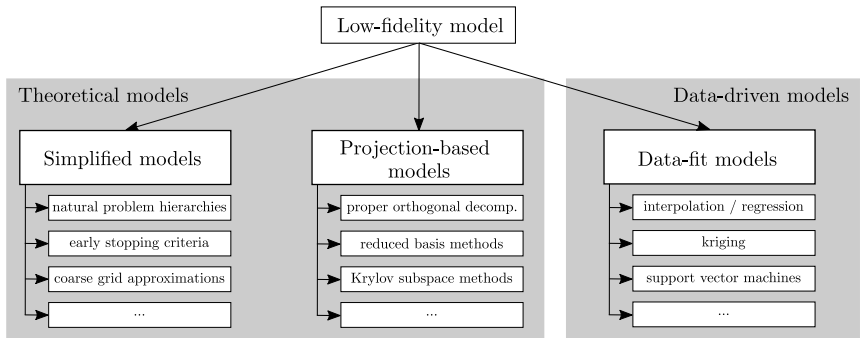 Low-fidelity model
Theoretical models
Data-driven models
Simplified models
natural problem hierarchies
early stopping criteria
coarse grid approximations
...
Projection-based
models
proper orthogonal decomp.
reduced basis methods
Krylov subspace methods
...
Data-fit models
interpolation / regression
kriging
support vector machines
...